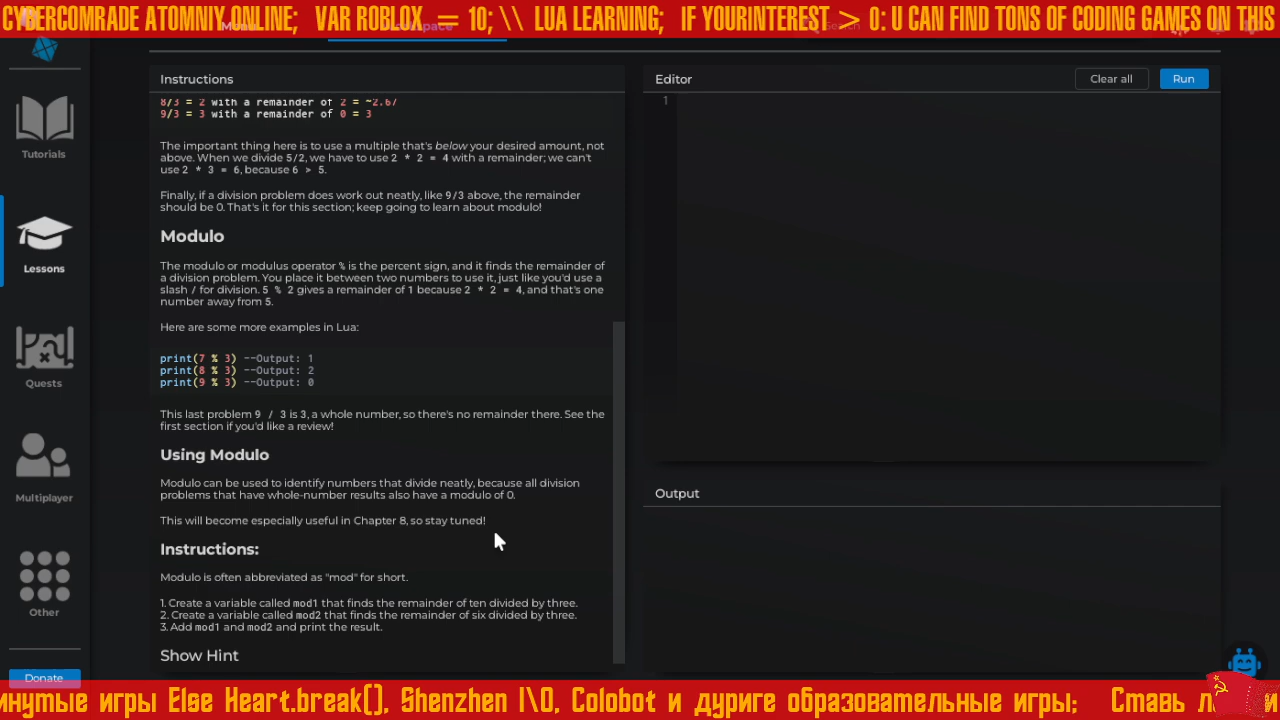 CYBERCOMRADE ATOMNIY ONLINE; VAR ROBLOX = 10; \\ LUA LEARNING; IF YOURINTEREST > 0: U CAN FIND TONS OF CODING GAMES ON THIS
Instructions
Editor
Clear all
Run
1
8/3 = 2 with a remainder of 2 = ~2.67
9/3 = 3 with a remainder of 0 = 3
Tutorials
The important thing here is to use a multiple that's below your desired amount, not
above. When we divide 5/2, we have to use 2 * 2 = 4 with a remainder; we can't
use 2 * 3 = 6, because 6 > 5.
Finally, if a division problem does work out neatly, like 9/3 above, the remainder
should be 0. That's it for this section; keep going to learn about modulo!
Modulo
Lessons
The modulo or modulus operator % is the percent sign, and it finds the remainder of
a division problem. You place it between two numbers to use it, just like you'd use a
slash / for division. 5 % 2 gives a remainder of 1 because 2 * 2 = 4, and that's one
number away from 5.
Here are some more examples in Lua:
print(7 % 3) --Output: 1
print(8 % 3) --Output: 2
print(9 % 3) --Output: 0
Quests
This last problem 9 / 3 is 3, a whole number, so there's no remainder there. See the
first section if you'd like a review!
Using Modulo
Modulo can be used to identify numbers that divide neatly, because all division
problems that have whole-number results also have a modulo of 0.
Multiplayer
Output
This will become especially useful in Chapter 8, so stay tuned!
Instructions:
Modulo is often abbreviated as "mod" for short.
1. Create a variable called mod1 that finds the remainder of ten divided by three.
2. Create a variable called mod2 that finds the remainder of six divided by three.
3. Add mod1 and mod2 and print the result.
Other
Show Hint
Donate
игры Else Heart.break(), Shenzhen I\O, Colobot и дуриге образовательные игры; Ставь